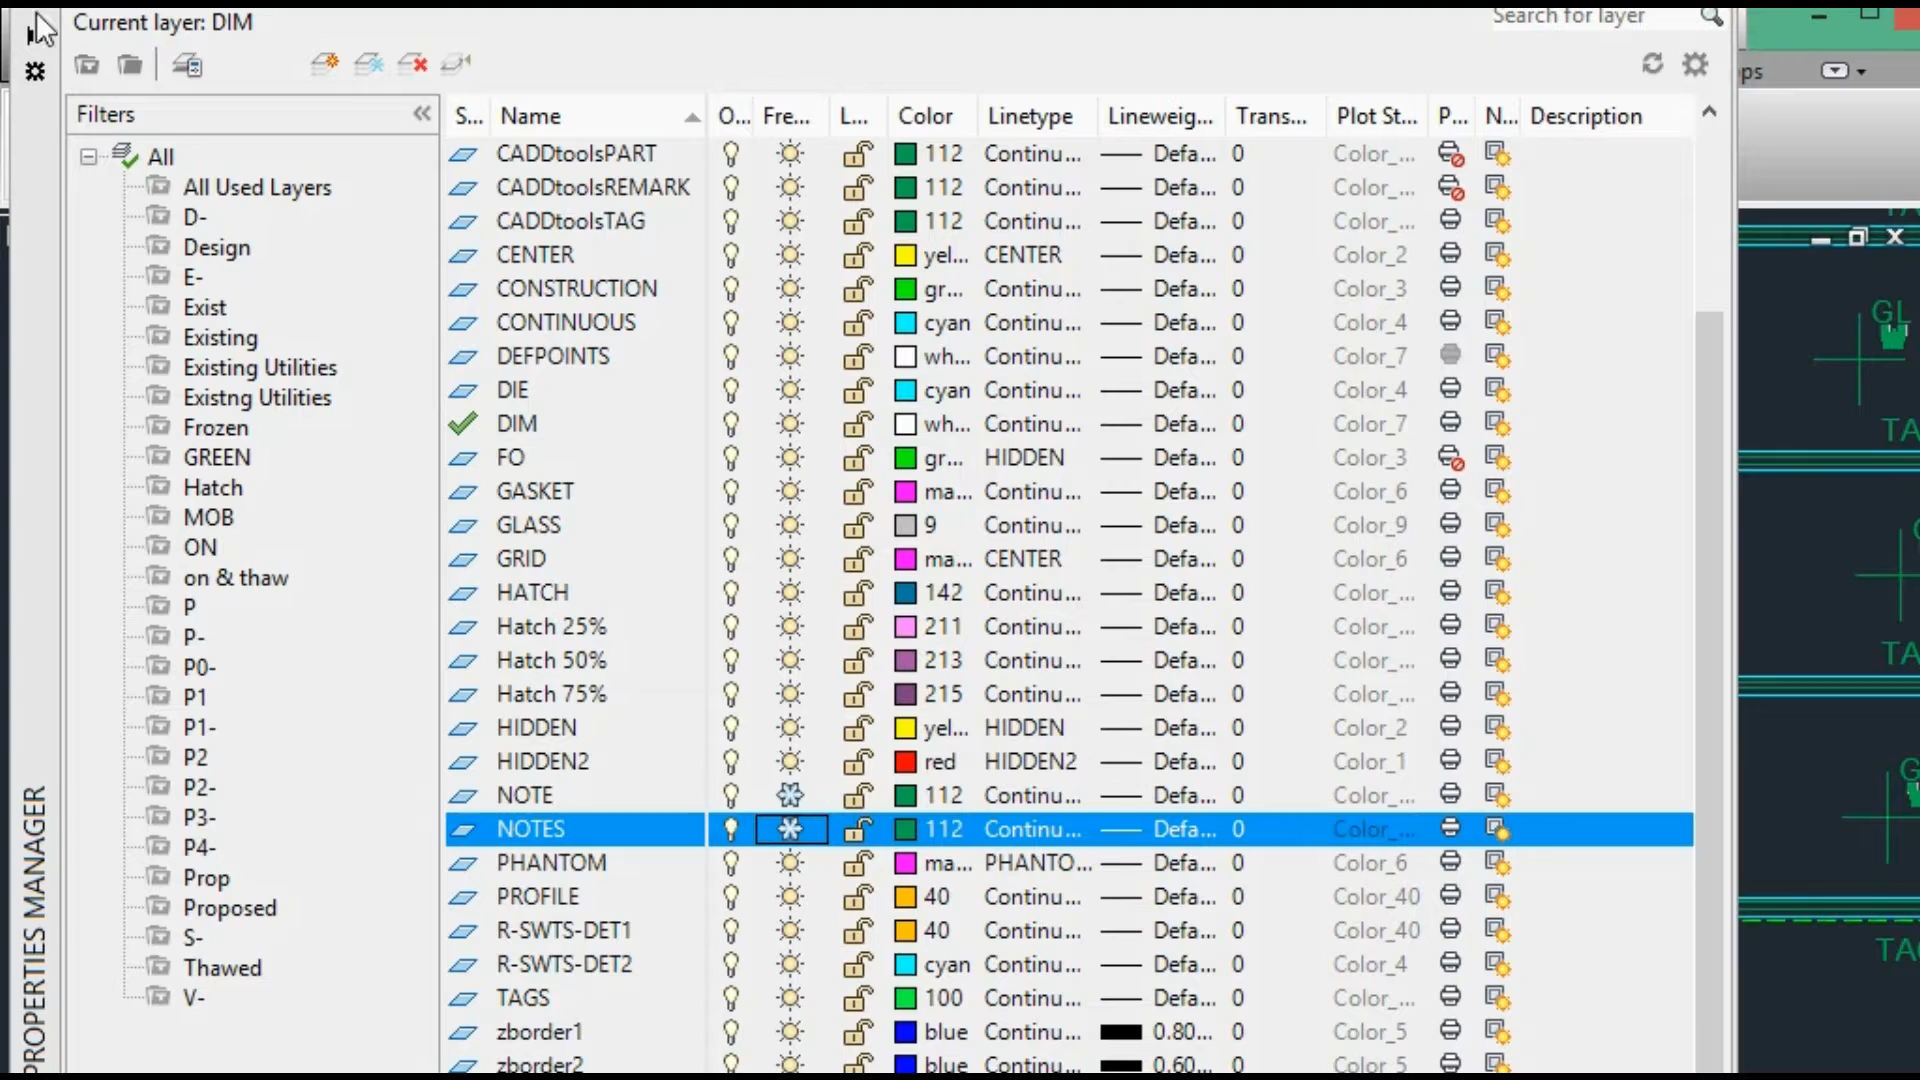 Current layer: DIM
Search for layer
ps
Filters
S... Name O... Fre... L... Color Linetype Lineweig... Trans... Plot St... P... N... Description
All
All Used Layers
D-
Design
E-
Exist
Existing
Existing Utilities
Existng Utilities
Frozen
GREEN
Hatch
MOB
ON
on & thaw
P
P-
P0-
P1
P1-
P2
P2-
P3-
P4-
Prop
Proposed
S-
Thawed
V-
CADDtoolsPART 112 Continu... Defa... 0 Color_...
CADDtoolsREMARK 112 Continu... Defa... 0 Color_...
CADDtoolsTAG 112 Continu... Defa... 0 Color_...
CENTER yel... CENTER Defa... 0 Color_2
CONSTRUCTION gr... Continu... Defa... 0 Color_3
CONTINUOUS cyan Continu... Defa... 0 Color_4
DEFPOINTS wh... Continu... Defa... 0 Color_7
DIE cyan Continu... Defa... 0 Color_4
DIM wh... Continu... Defa... 0 Color_7
FO gr... HIDDEN Defa... 0 Color_3
GASKET ma... Continu... Defa... 0 Color_6
GLASS 9 Continu... Defa... 0 Color_9
GRID ma... CENTER Defa... 0 Color_6
HATCH 142 Continu... Defa... 0 Color_...
Hatch 25% 211 Continu... Defa... 0 Color_...
Hatch 50% 213 Continu... Defa... 0 Color_...
Hatch 75% 215 Continu... Defa... 0 Color_...
HIDDEN yel... HIDDEN Defa... 0 Color_2
HIDDEN2 red HIDDEN2 Defa... 0 Color_1
NOTE 112 Continu... Defa... 0 Color_...
NOTES 112 Continu... Defa... 0 Color_...
PHANTOM ma... PHANTO... Defa... 0 Color_6
PROFILE 40 Continu... Defa... 0 Color_40
R-SWTS-DET1 40 Continu... Defa... 0 Color_40
R-SWTS-DET2 cyan Continu... Defa... 0 Color_4
TAGS 100 Continu... Defa... 0 Color_...
zborder1 blue Continu... 0.80... 0 Color_5
zborder2 blue Continu... 0.60... 0 Color_5
PROPERTIES MANAGER
GL
TA
TA
G
TAG